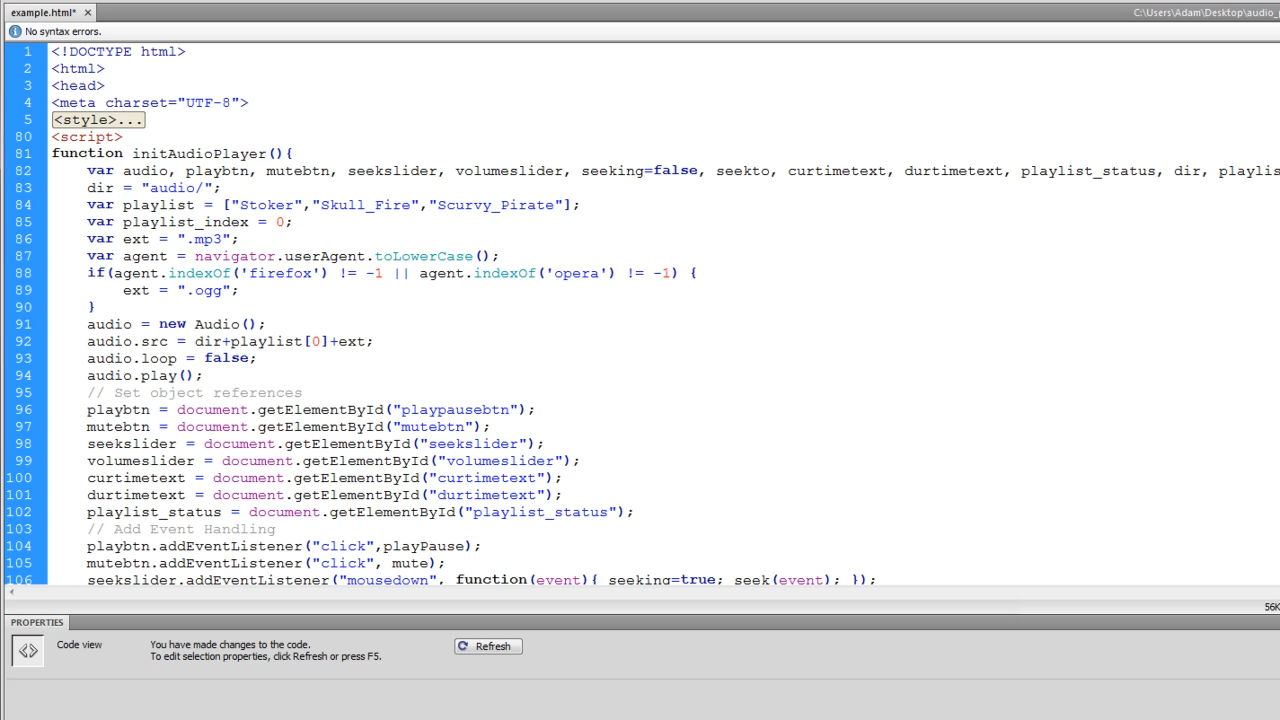 example.html* ×
C:\Users\Adam\Desktop\audio_
No syntax errors.
1 <!DOCTYPE html>
2 <html>
3 <head>
4 <meta charset="UTF-8">
5 <style>...
80 <script>
81 function initAudioPlayer(){
82 var audio, playbtn, mutebtn, seekslider, volumeslider, seeking=false, seekto, curtimetext, durtimetext, playlist_status, dir, playlis
83 dir = "audio/";
84 var playlist = ["Stoker","Skull_Fire","Scurvy_Pirate"];
85 var playlist_index = 0;
86 var ext = ".mp3";
87 var agent = navigator.userAgent.toLowerCase();
88 if(agent.indexOf('firefox') != -1 || agent.indexOf('opera') != -1) {
89 ext = ".ogg";
90 }
91 audio = new Audio();
92 audio.src = dir+playlist[0]+ext;
93 audio.loop = false;
94 audio.play();
95 // Set object references
96 playbtn = document.getElementById("playpausebtn");
97 mutebtn = document.getElementById("mutebtn");
98 seekslider = document.getElementById("seekslider");
99 volumeslider = document.getElementById("volumeslider");
100 curtimetext = document.getElementById("curtimetext");
101 durtimetext = document.getElementById("durtimetext");
102 playlist_status = document.getElementById("playlist_status");
103 // Add Event Handling
104 playbtn.addEventListener("click",playPause);
105 mutebtn.addEventListener("click", mute);
106 seekslider.addEventListener("mousedown", function(event){ seeking=true; seek(event); });
56K
PROPERTIES
Code view
You have made changes to the code.
To edit selection properties, click Refresh or press F5.
Refresh